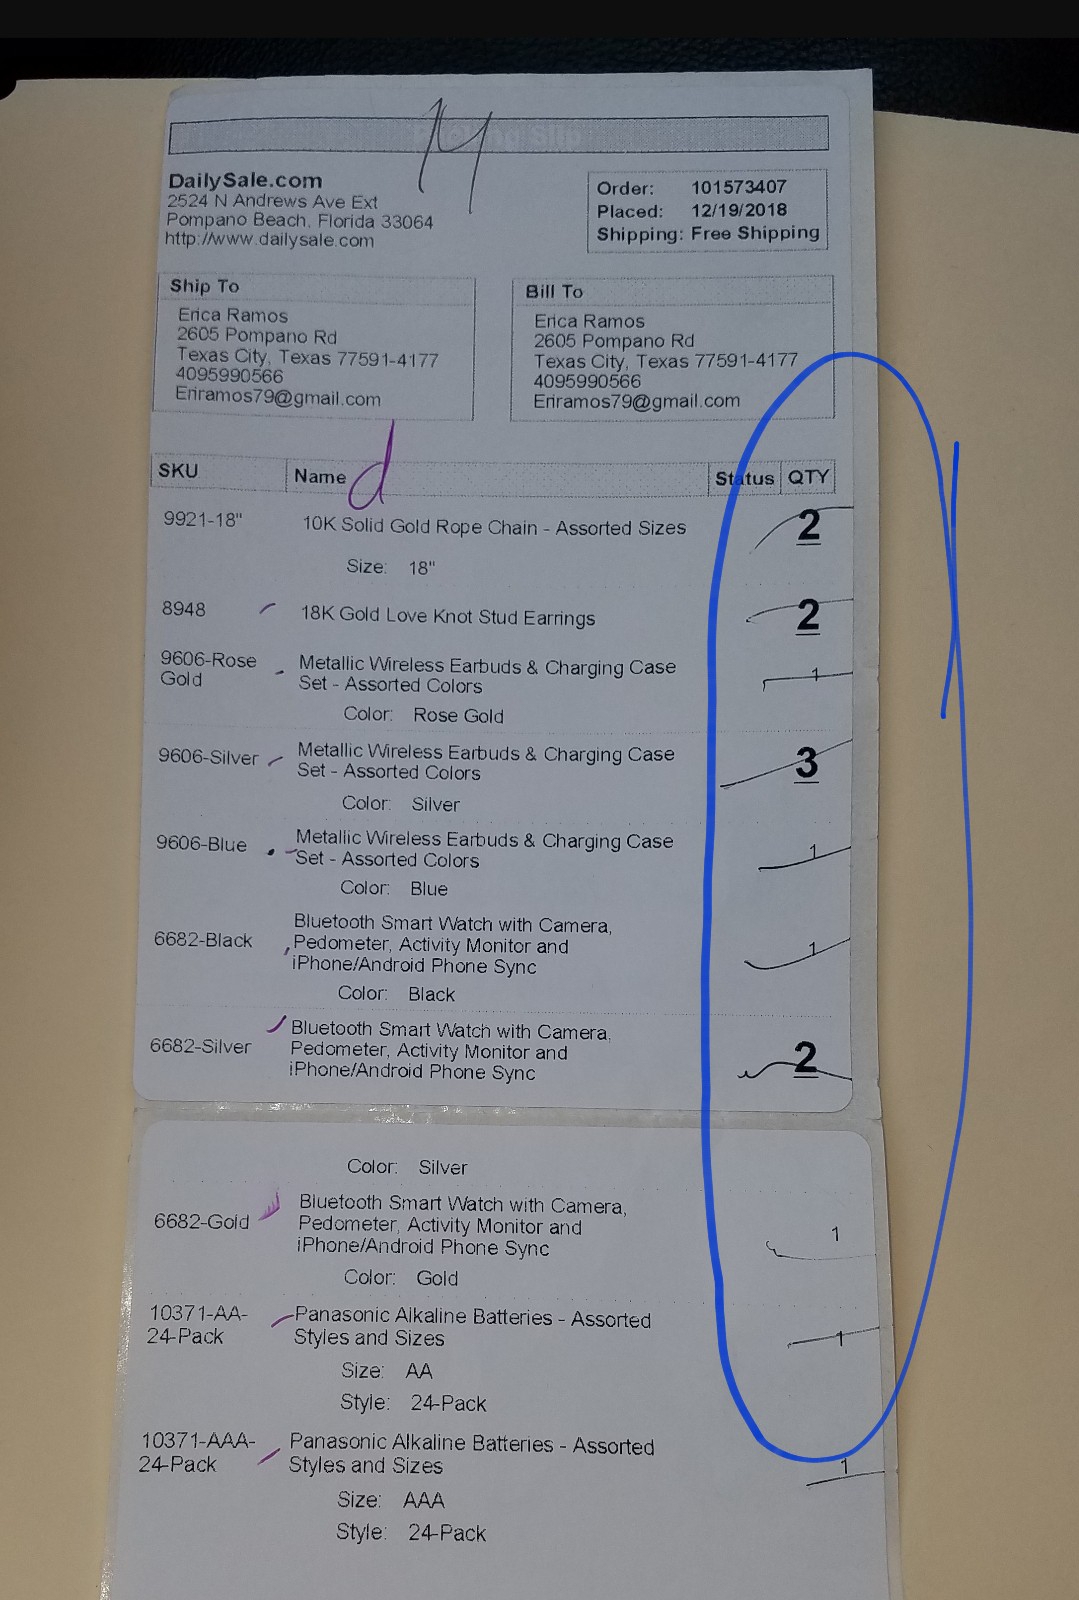 14
Packing Slip
DailySale.com
2524 N Andrews Ave Ext
Pompano Beach, Florida 33064
http://www.dailysale.com
Order: 101573407
Placed: 12/19/2018
Shipping: Free Shipping
Ship To
Erica Ramos
2605 Pompano Rd
Texas City, Texas 77591-4177
4095990566
Eriramos79@gmail.com
Bill To
Erica Ramos
2605 Pompano Rd
Texas City, Texas 77591-4177
4095990566
Eriramos79@gmail.com
d
SKU Name Status QTY
9921-18" 10K Solid Gold Rope Chain - Assorted Sizes 2
Size: 18"
8948 18K Gold Love Knot Stud Earrings 2
9606-Rose Metallic Wireless Earbuds & Charging Case 1
Gold Set - Assorted Colors
Color: Rose Gold
9606-Silver Metallic Wireless Earbuds & Charging Case 3
Set - Assorted Colors
Color: Silver
9606-Blue Metallic Wireless Earbuds & Charging Case 1
Set - Assorted Colors
Color: Blue
Bluetooth Smart Watch with Camera,
6682-Black Pedometer, Activity Monitor and 1
iPhone/Android Phone Sync
Color: Black
Bluetooth Smart Watch with Camera,
6682-Silver Pedometer, Activity Monitor and 2
iPhone/Android Phone Sync
Color: Silver
Bluetooth Smart Watch with Camera,
6682-Gold Pedometer, Activity Monitor and 1
iPhone/Android Phone Sync
Color: Gold
10371-AA- Panasonic Alkaline Batteries - Assorted 1
24-Pack Styles and Sizes
Size: AA
Style: 24-Pack
10371-AAA- Panasonic Alkaline Batteries - Assorted 1
24-Pack Styles and Sizes
Size: AAA
Style: 24-Pack